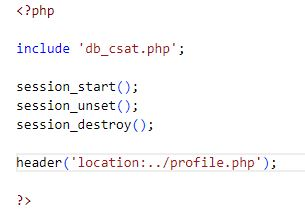 <?php
include 'db_csat.php';
session_start();
session_unset();
session_destroy();
header('location:../profile.php');
?>